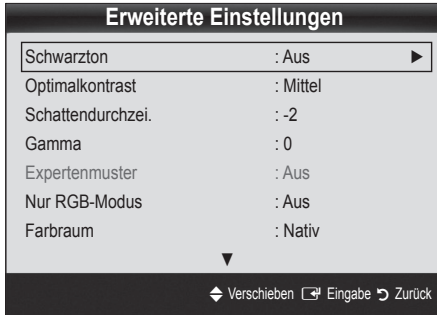 Erweiterte Einstellungen
Schwarzton : Aus ►
Optimalkontrast : Mittel
Schattendurchzei. : -2
Gamma : 0
Expertenmuster : Aus
Nur RGB-Modus : Aus
Farbraum : Nativ
▼
Verschieben Eingabe Zurück